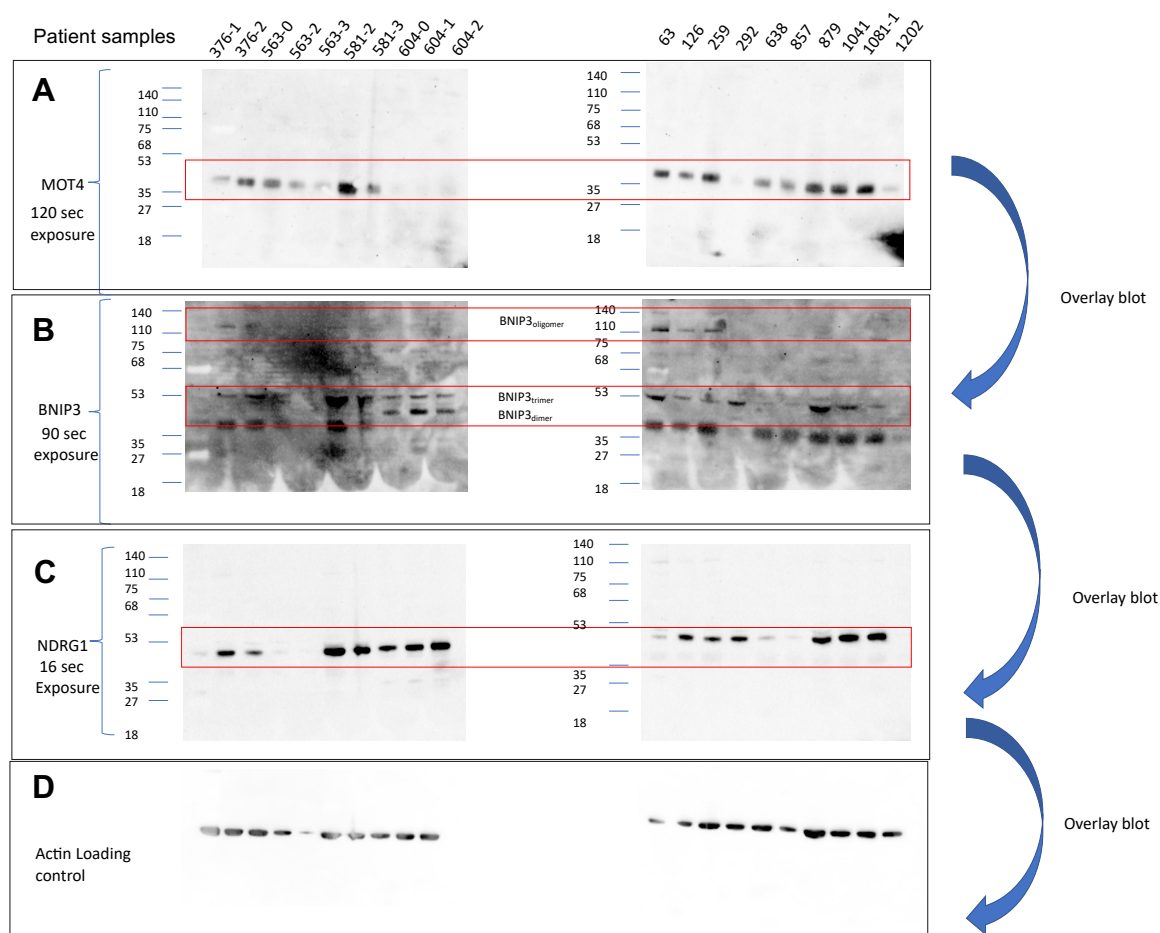 Patient samples
376-1 376-2 563-0 563-2 563-3 581-2 581-3 604-0 604-1 604-2
63 126 259 292 638 857 879 1041 1081-1 1202
A
MOT4
120 sec
exposure
140
110
75
68
53
35
27
18
140
110
75
68
53
35
27
18
Overlay blot
B
BNIP3
90 sec
exposure
140
110
75
68
53
35
27
18
BNIP3oligomer
BNIP3trimer
BNIP3dimer
140
110
75
68
53
35
27
18
Overlay blot
C
NDRG1
16 sec
Exposure
140
110
75
68
53
35
27
18
140
110
75
68
53
35
27
18
Overlay blot
D
Actin Loading
control